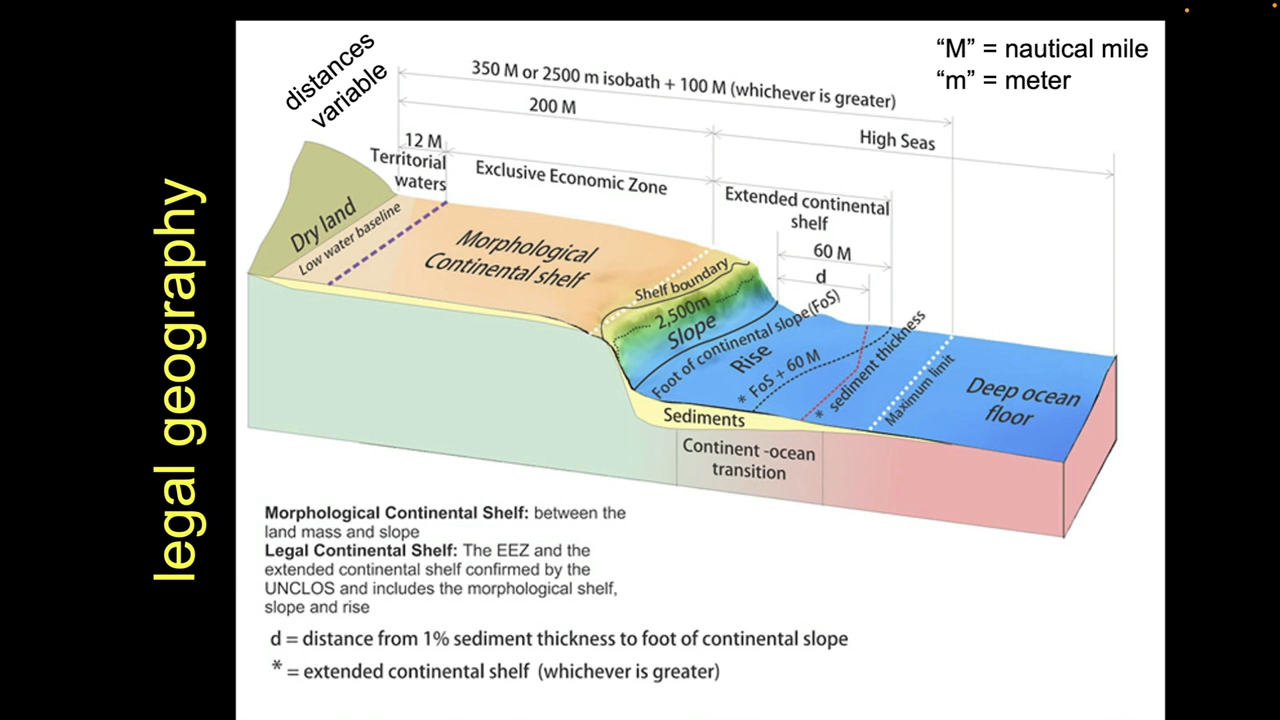 legal geography
distances
variable
"M" = nautical mile
"m" = meter
350 M or 2500 m isobath + 100 M (whichever is greater)
200 M
High Seas
12 M
Territorial
waters
Exclusive Economic Zone
Extended continental
shelf
60 M
d
Dry land
Low water baseline
Morphological
Continental shelf
Shelf boundary
2,500m
Slope
Foot of continental slope(FoS)
Rise
* FoS + 60 M
* sediment thickness
Maximum limit
Deep ocean
floor
Sediments
Continent -ocean
transition
Morphological Continental Shelf: between the
land mass and slope
Legal Continental Shelf: The EEZ and the
extended continental shelf confirmed by the
UNCLOS and includes the morphological shelf,
slope and rise
d = distance from 1% sediment thickness to foot of continental slope
* = extended continental shelf (whichever is greater)